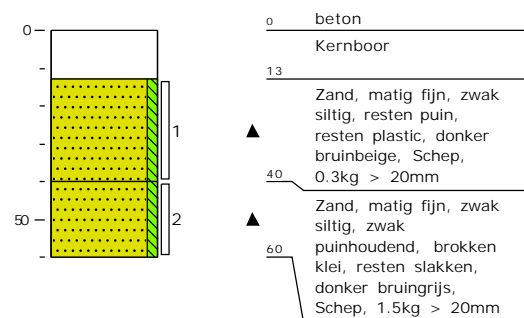 0
50
1
2
0 beton
Kernboor
13
Zand, matig fijn, zwak
siltig, resten puin,
resten plastic, donker
bruinbeige, Schep,
0.3kg > 20mm
40
Zand, matig fijn, zwak
siltig, zwak
puinhoudend, brokken
klei, resten slakken,
donker bruingrijs,
Schep, 1.5kg > 20mm
60